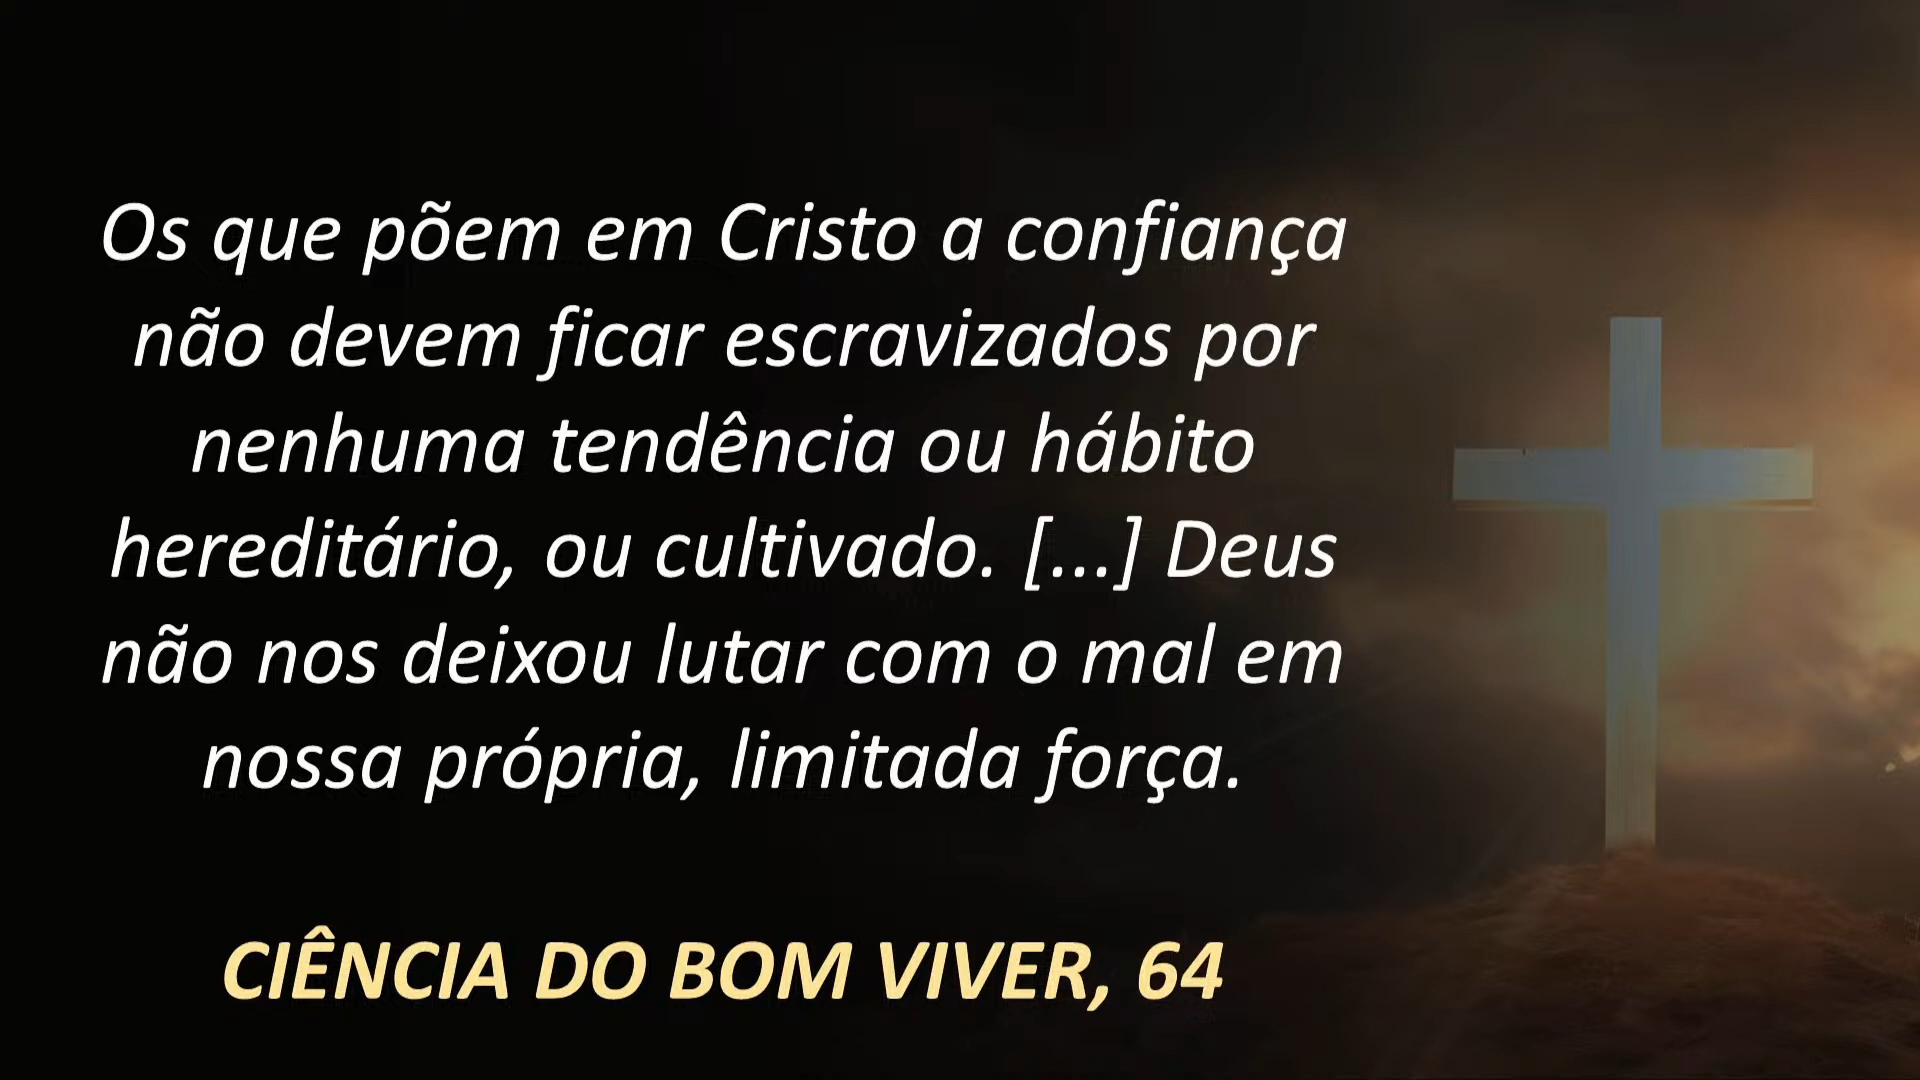 Os que põem em Cristo a confiança
não devem ficar escravizados por
nenhuma tendência ou hábito
hereditário, ou cultivado. [...] Deus
não nos deixou lutar com o mal em
nossa própria, limitada força.
CIÊNCIA DO BOM VIVER, 64